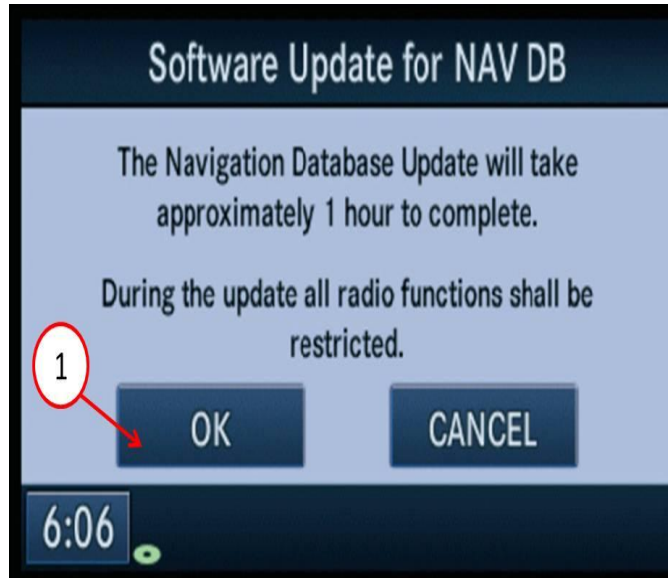 Software Update for NAV DB
The Navigation Database Update will take
approximately 1 hour to complete.
During the update all radio functions shall be
restricted.
1
OK CANCEL
6:06